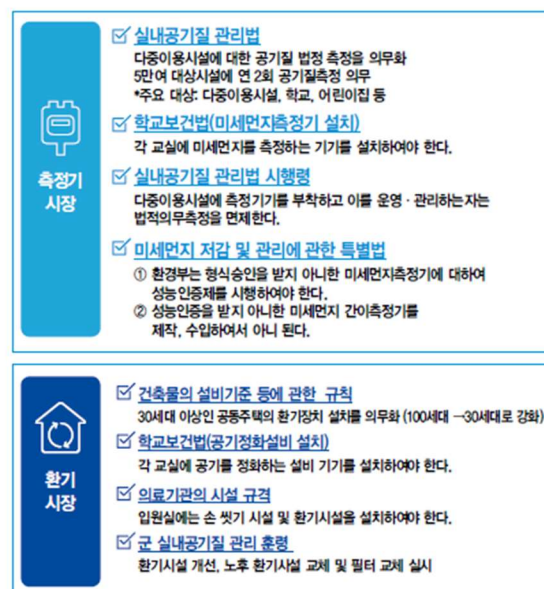 측정기
시장
실내공기질 관리법
다중이용시설에 대한 공기질 법정 측정을 의무화
5만여 대상시설에 연 2회 공기질측정 의무
*주요 대상: 다중이용시설, 학교, 어린이집 등
학교보건법(미세먼지측정기 설치)
각 교실에 미세먼지를 측정하는 기기를 설치하여야 한다.
실내공기질 관리법 시행령
다중이용시설에 측정기기를 부착하고 이를 운영 · 관리하는자는
법적의무측정을 면제한다.
미세먼지 저감 및 관리에 관한 특별법
① 환경부는 형식승인을 받지 아니한 미세먼지측정기에 대하여
성능인증제를 시행하여야 한다.
② 성능인증을 받지 아니한 미세먼지 간이측정기를
제작, 수입하여서 아니 된다.
환기
시장
건축물의 설비기준 등에 관한 규칙
30세대 이상인 공동주택의 환기장치 설치를 의무화 (100세대 →30세대로 강화)
학교보건법(공기정화설비 설치)
각 교실에 공기를 정화하는 설비 기기를 설치하여야 한다.
의료기관의 시설 규격
입원실에는 손 씻기 시설 및 환기시설을 설치하여야 한다.
군 실내공기질 관리 훈령
환기시설 개선, 노후 환기사설 교체 및 필터 교체 실시